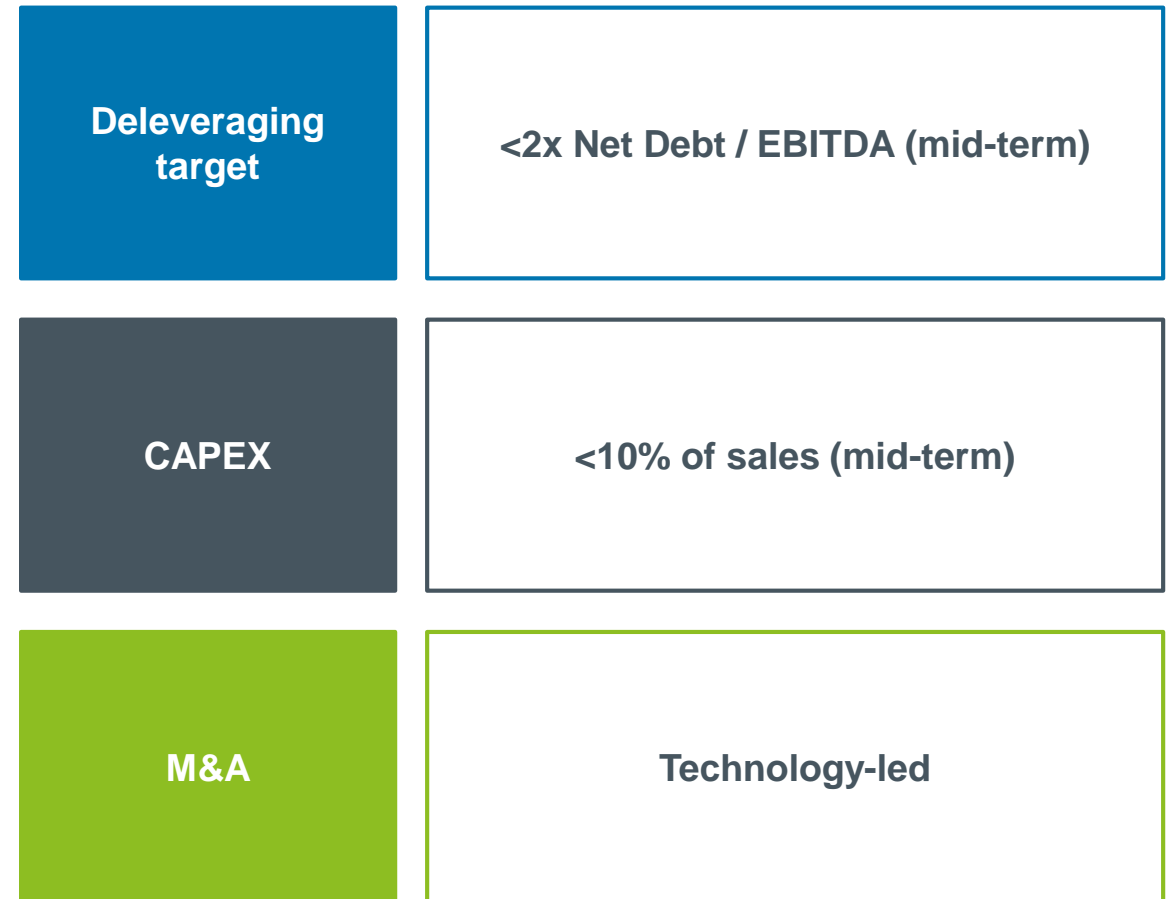 Deleveraging
target
<2x Net Debt / EBITDA (mid-term)
CAPEX
<10% of sales (mid-term)
M&A
Technology-led